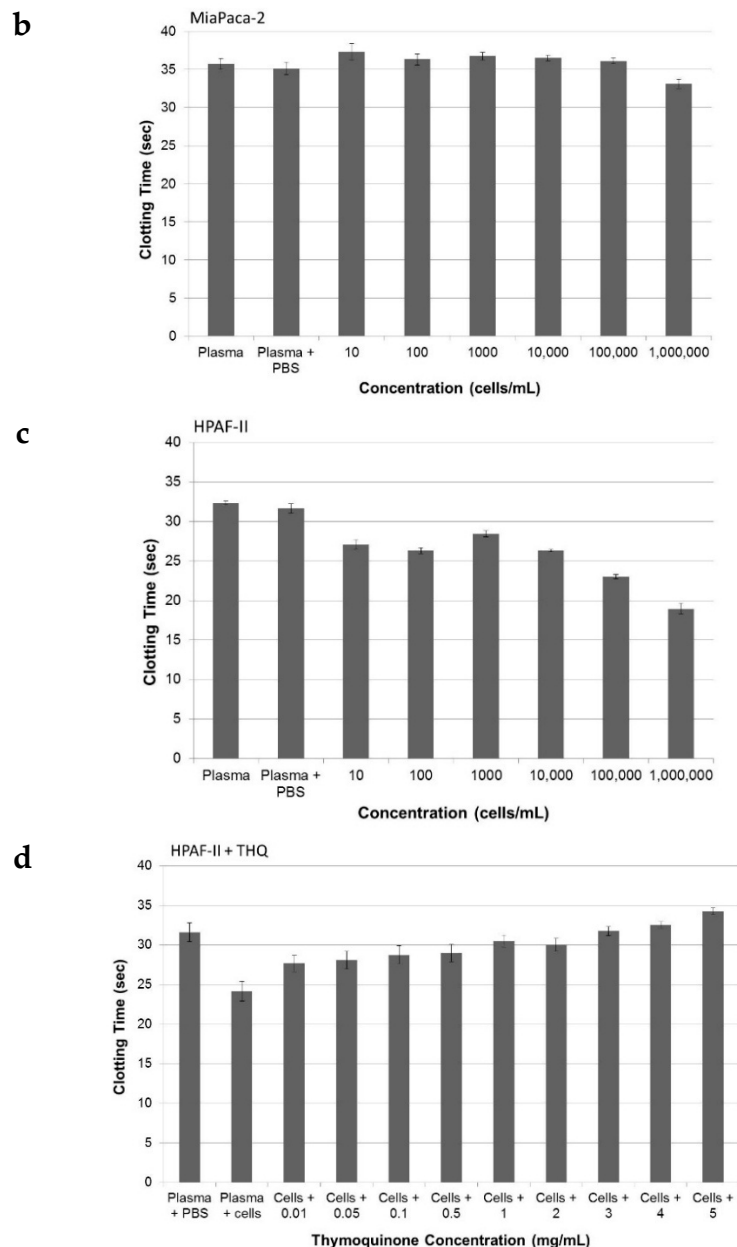 b
MiaPaca-2
40
35
30
25
20
15
10
5
0
Clotting Time (sec)
Plasma
Plasma +
PBS
10
100
1000
10,000
100,000
1,000,000
Concentration (cells/mL)
c
HPAF-II
40
35
30
25
20
15
10
5
0
Clotting Time (sec)
Plasma
Plasma +
PBS
10
100
1000
10,000
100,000
1,000,000
Concentration (cells/mL)
d
HPAF-II + THQ
40
35
30
25
20
15
10
5
0
Clotting Time (sec)
Plasma
+ PBS
Plasma
+ cells
Cells +
0.01
Cells +
0.05
Cells +
0.1
Cells +
0.5
Cells +
1
Cells +
2
Cells +
3
Cells +
4
Cells +
5
Thymoquinone Concentration (mg/mL)